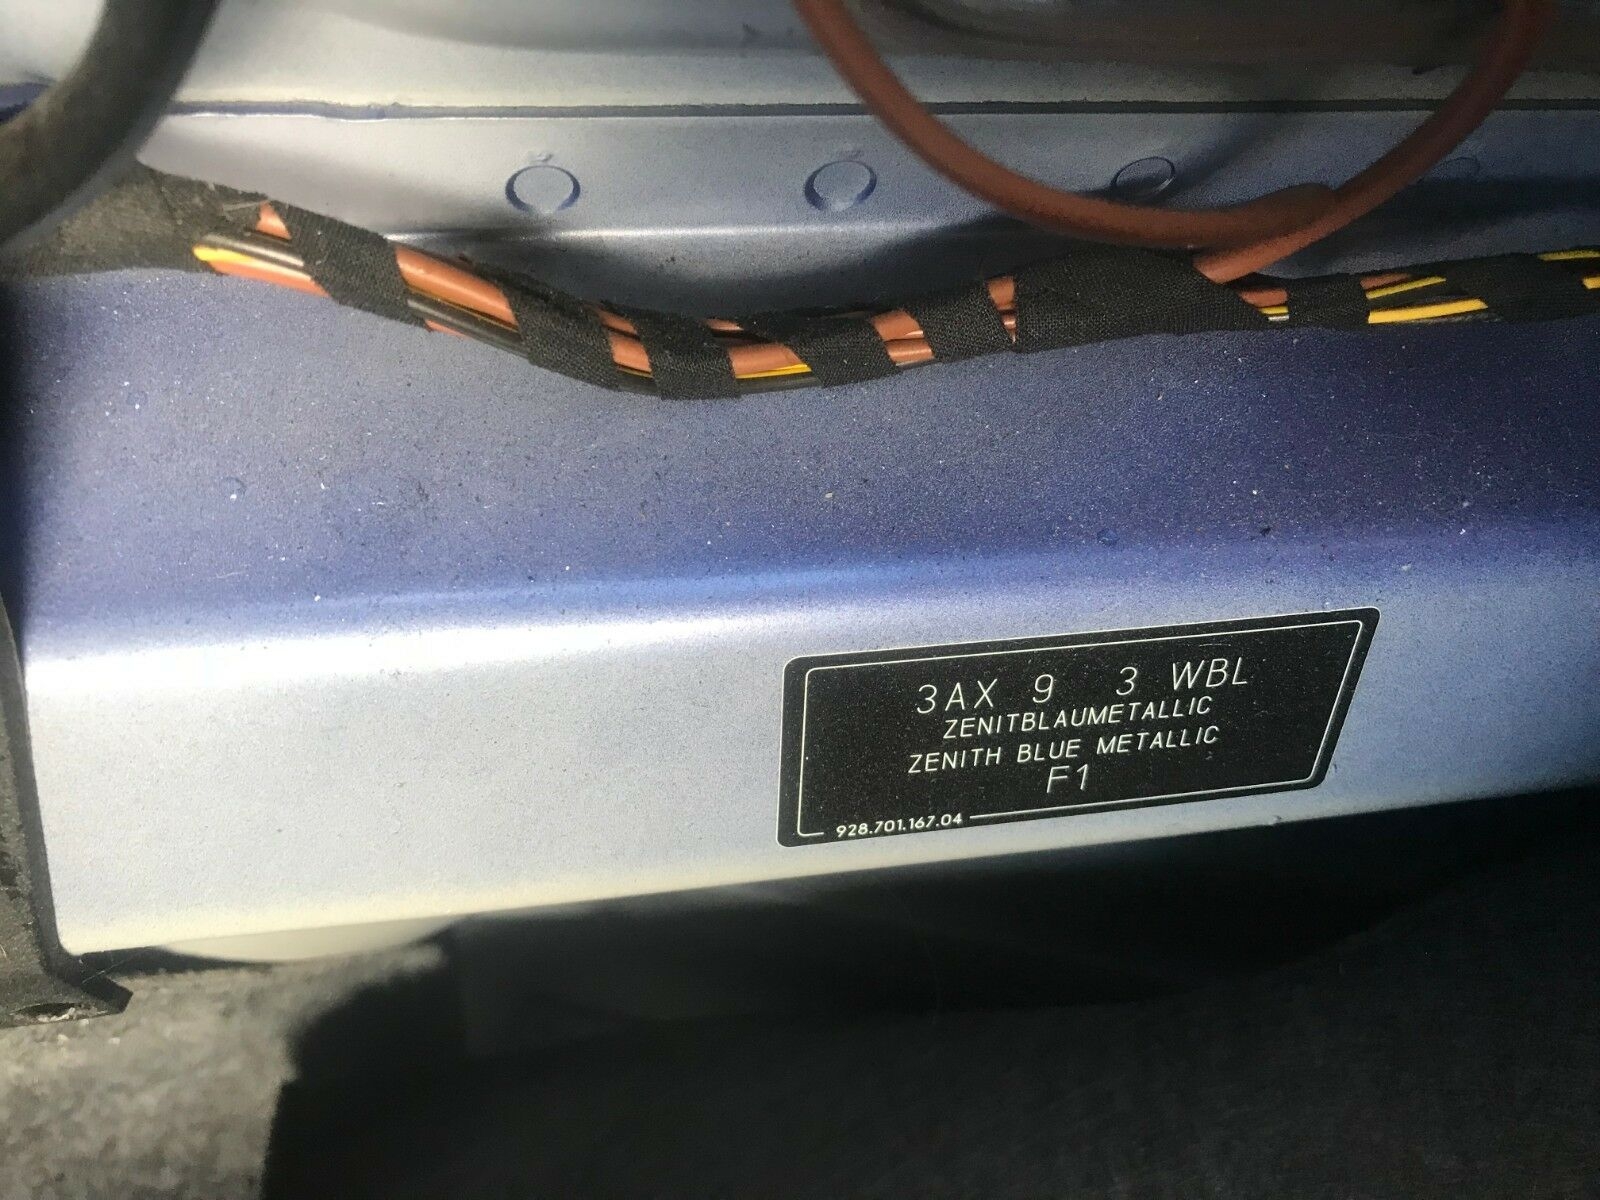 3AX 9 3 WBL
ZENITBLAUMETALLIC
ZENITH BLUE METALLIC
F1
928.701.167.04